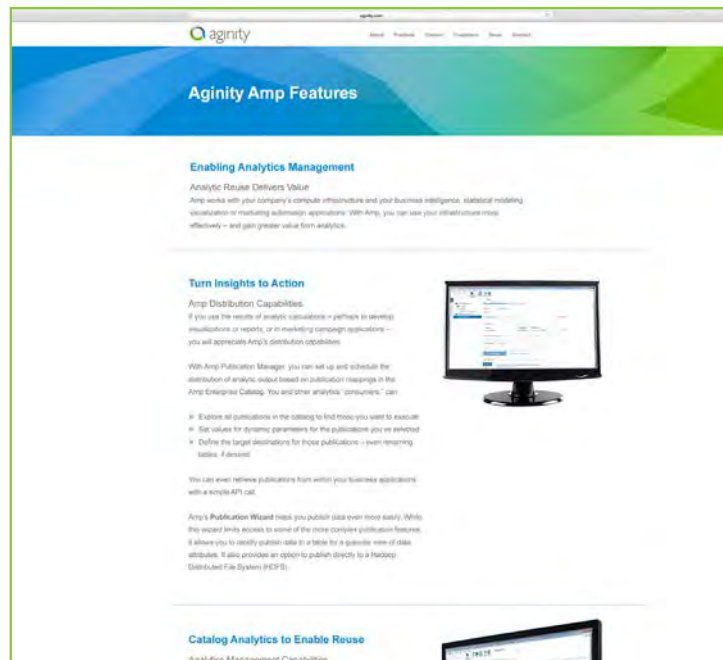 aginity.com
aginity
About Products Careers Customers News Contact
Aginity Amp Features
Enabling Analytics Management
Analytic Reuse Delivers Value
Amp works with your company's compute infrastructure and your business intelligence, statistical modeling,
visualization or marketing automation applications. With Amp, you can use your infrastructure more
effectively – and gain greater value from analytics.
Turn Insights to Action
Amp Distribution Capabilities
If you use the results of analytic calculations – perhaps to develop
visualizations or reports, or in marketing campaign applications –
you will appreciate Amp's distribution capabilities.
With Amp Publication Manager, you can set up and schedule the
distribution of analytic output based on publication mappings in the
Amp Enterprise Catalog. You and other analytics "consumers," can:
» Explore all publications in the catalog to find those you want to execute
» Set values for dynamic parameters for the publications you've selected
» Define the target destinations for those publications – even renaming
tables, if desired
You can even retrieve publications from within your business applications
with a simple API call.
Amp's Publication Wizard helps you publish data even more easily. While
this wizard limits access to some of the more complex publication features,
it allows you to rapidly publish data to a table for a granular view of data
attributes. It also provides an option to publish directly to a Hadoop
Distributed File System (HDFS).
Catalog Analytics to Enable Reuse
Analytics Management Capabilities